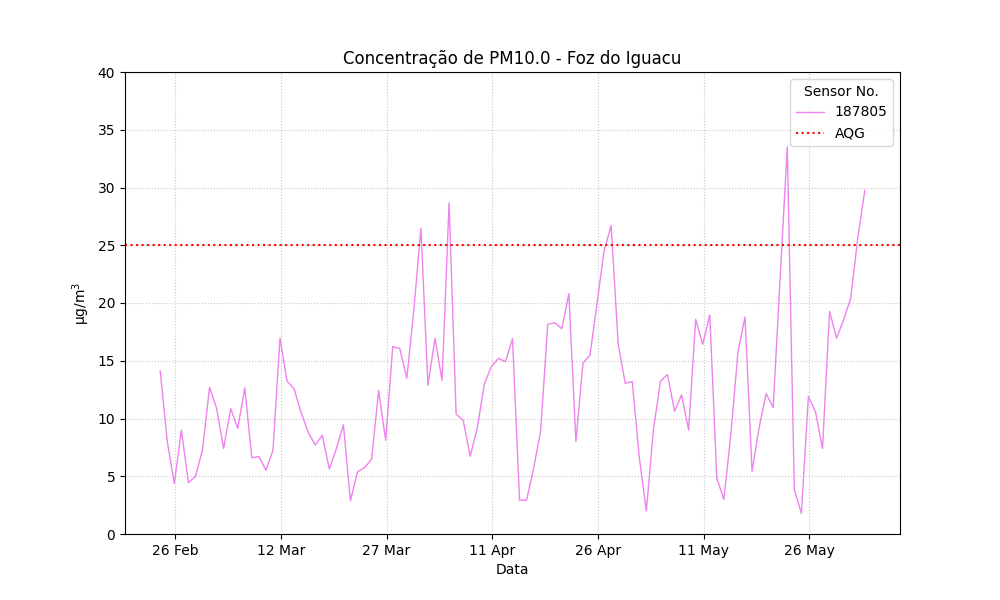 Concentração de PM10.0 - Foz do Iguacu
40
35
30
25
20
15
10
5
0
µg/m³
Sensor No.
187805
AQG
26 Feb
12 Mar
27 Mar
11 Apr
26 Apr
11 May
26 May
Data